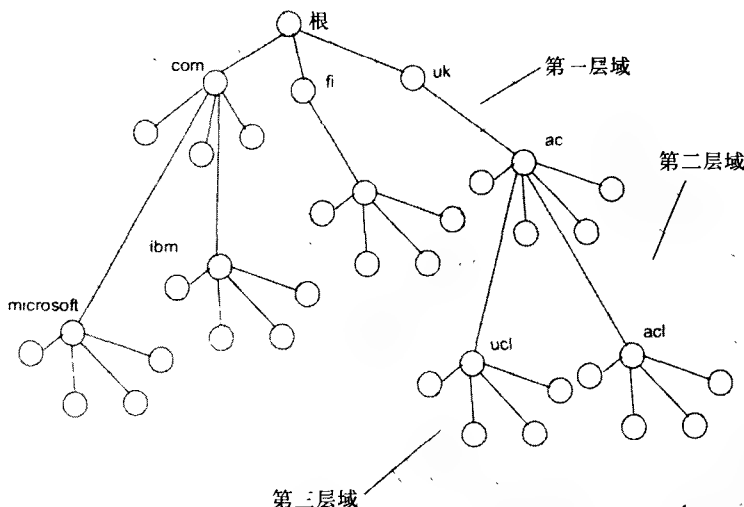 根
com
fi
uk
第一层域
ac
第二层域
ibm
microsoft
ucl
acl
第三层域